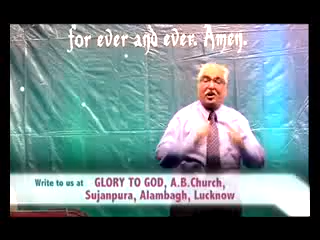 for ever and ever. Amen.
Write to us at GLORY TO GOD, A.B.Church,
Sujanpura, Alambagh, Lucknow